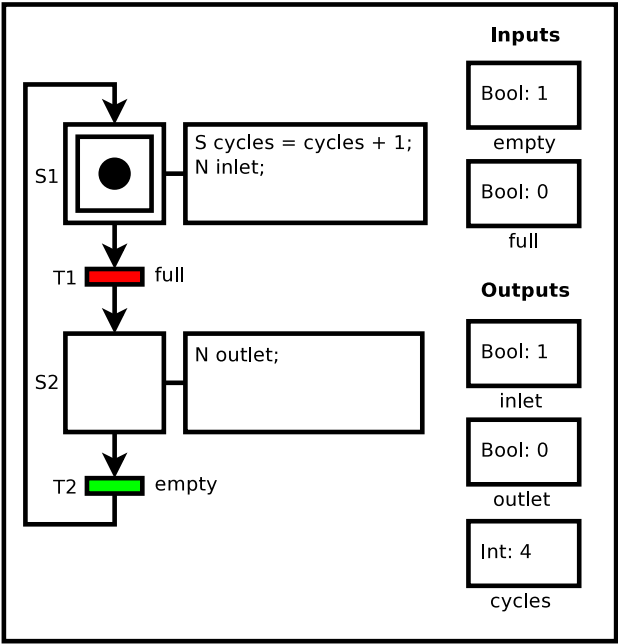 S1
S cycles = cycles + 1;
N inlet;
T1
full
S2
N outlet;
T2
empty
Inputs
Bool: 1
empty
Bool: 0
full
Outputs
Bool: 1
inlet
Bool: 0
outlet
Int: 4
cycles